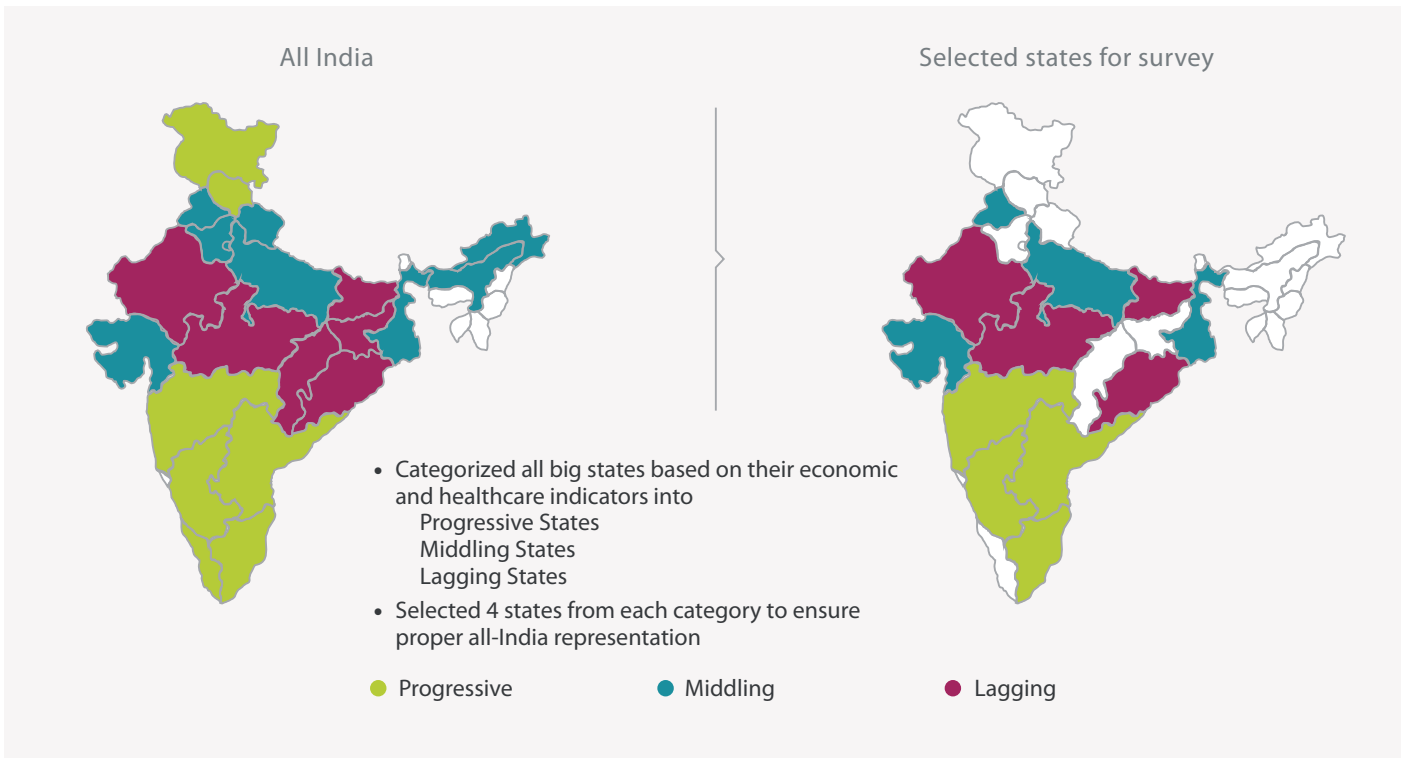 All India
Selected states for survey
• Categorized all big states based on their economic
and healthcare indicators into
Progressive States
Middling States
Lagging States
• Selected 4 states from each category to ensure
proper all-India representation
Progressive
Middling
Lagging